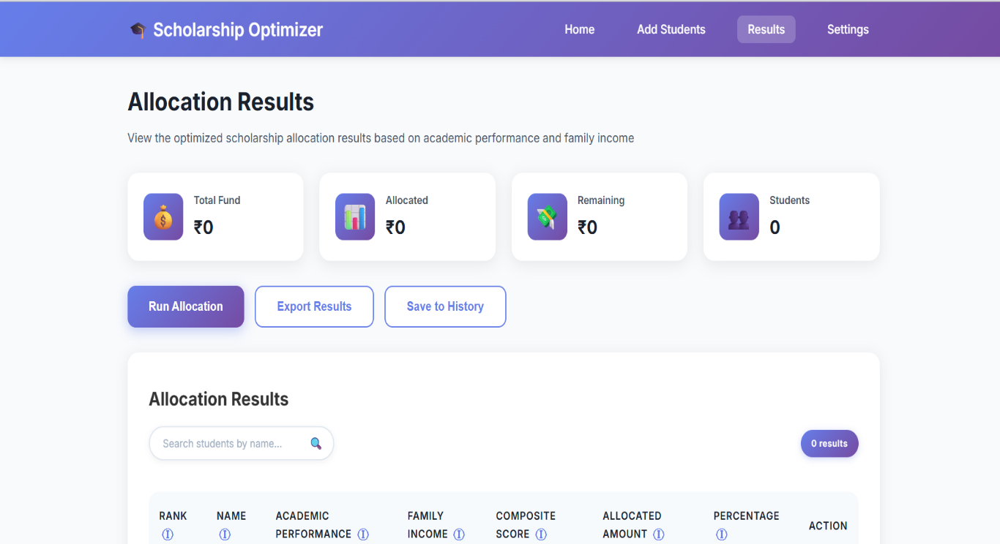 Scholarship Optimizer
Home Add Students Results Settings
Allocation Results
View the optimized scholarship allocation results based on academic performance and family income
Total Fund
₹0
Allocated
₹0
Remaining
₹0
Students
0
Run Allocation Export Results Save to History
Allocation Results
Search students by name...
0 results
RANK NAME ACADEMIC PERFORMANCE FAMILY INCOME COMPOSITE SCORE ALLOCATED AMOUNT PERCENTAGE ACTION